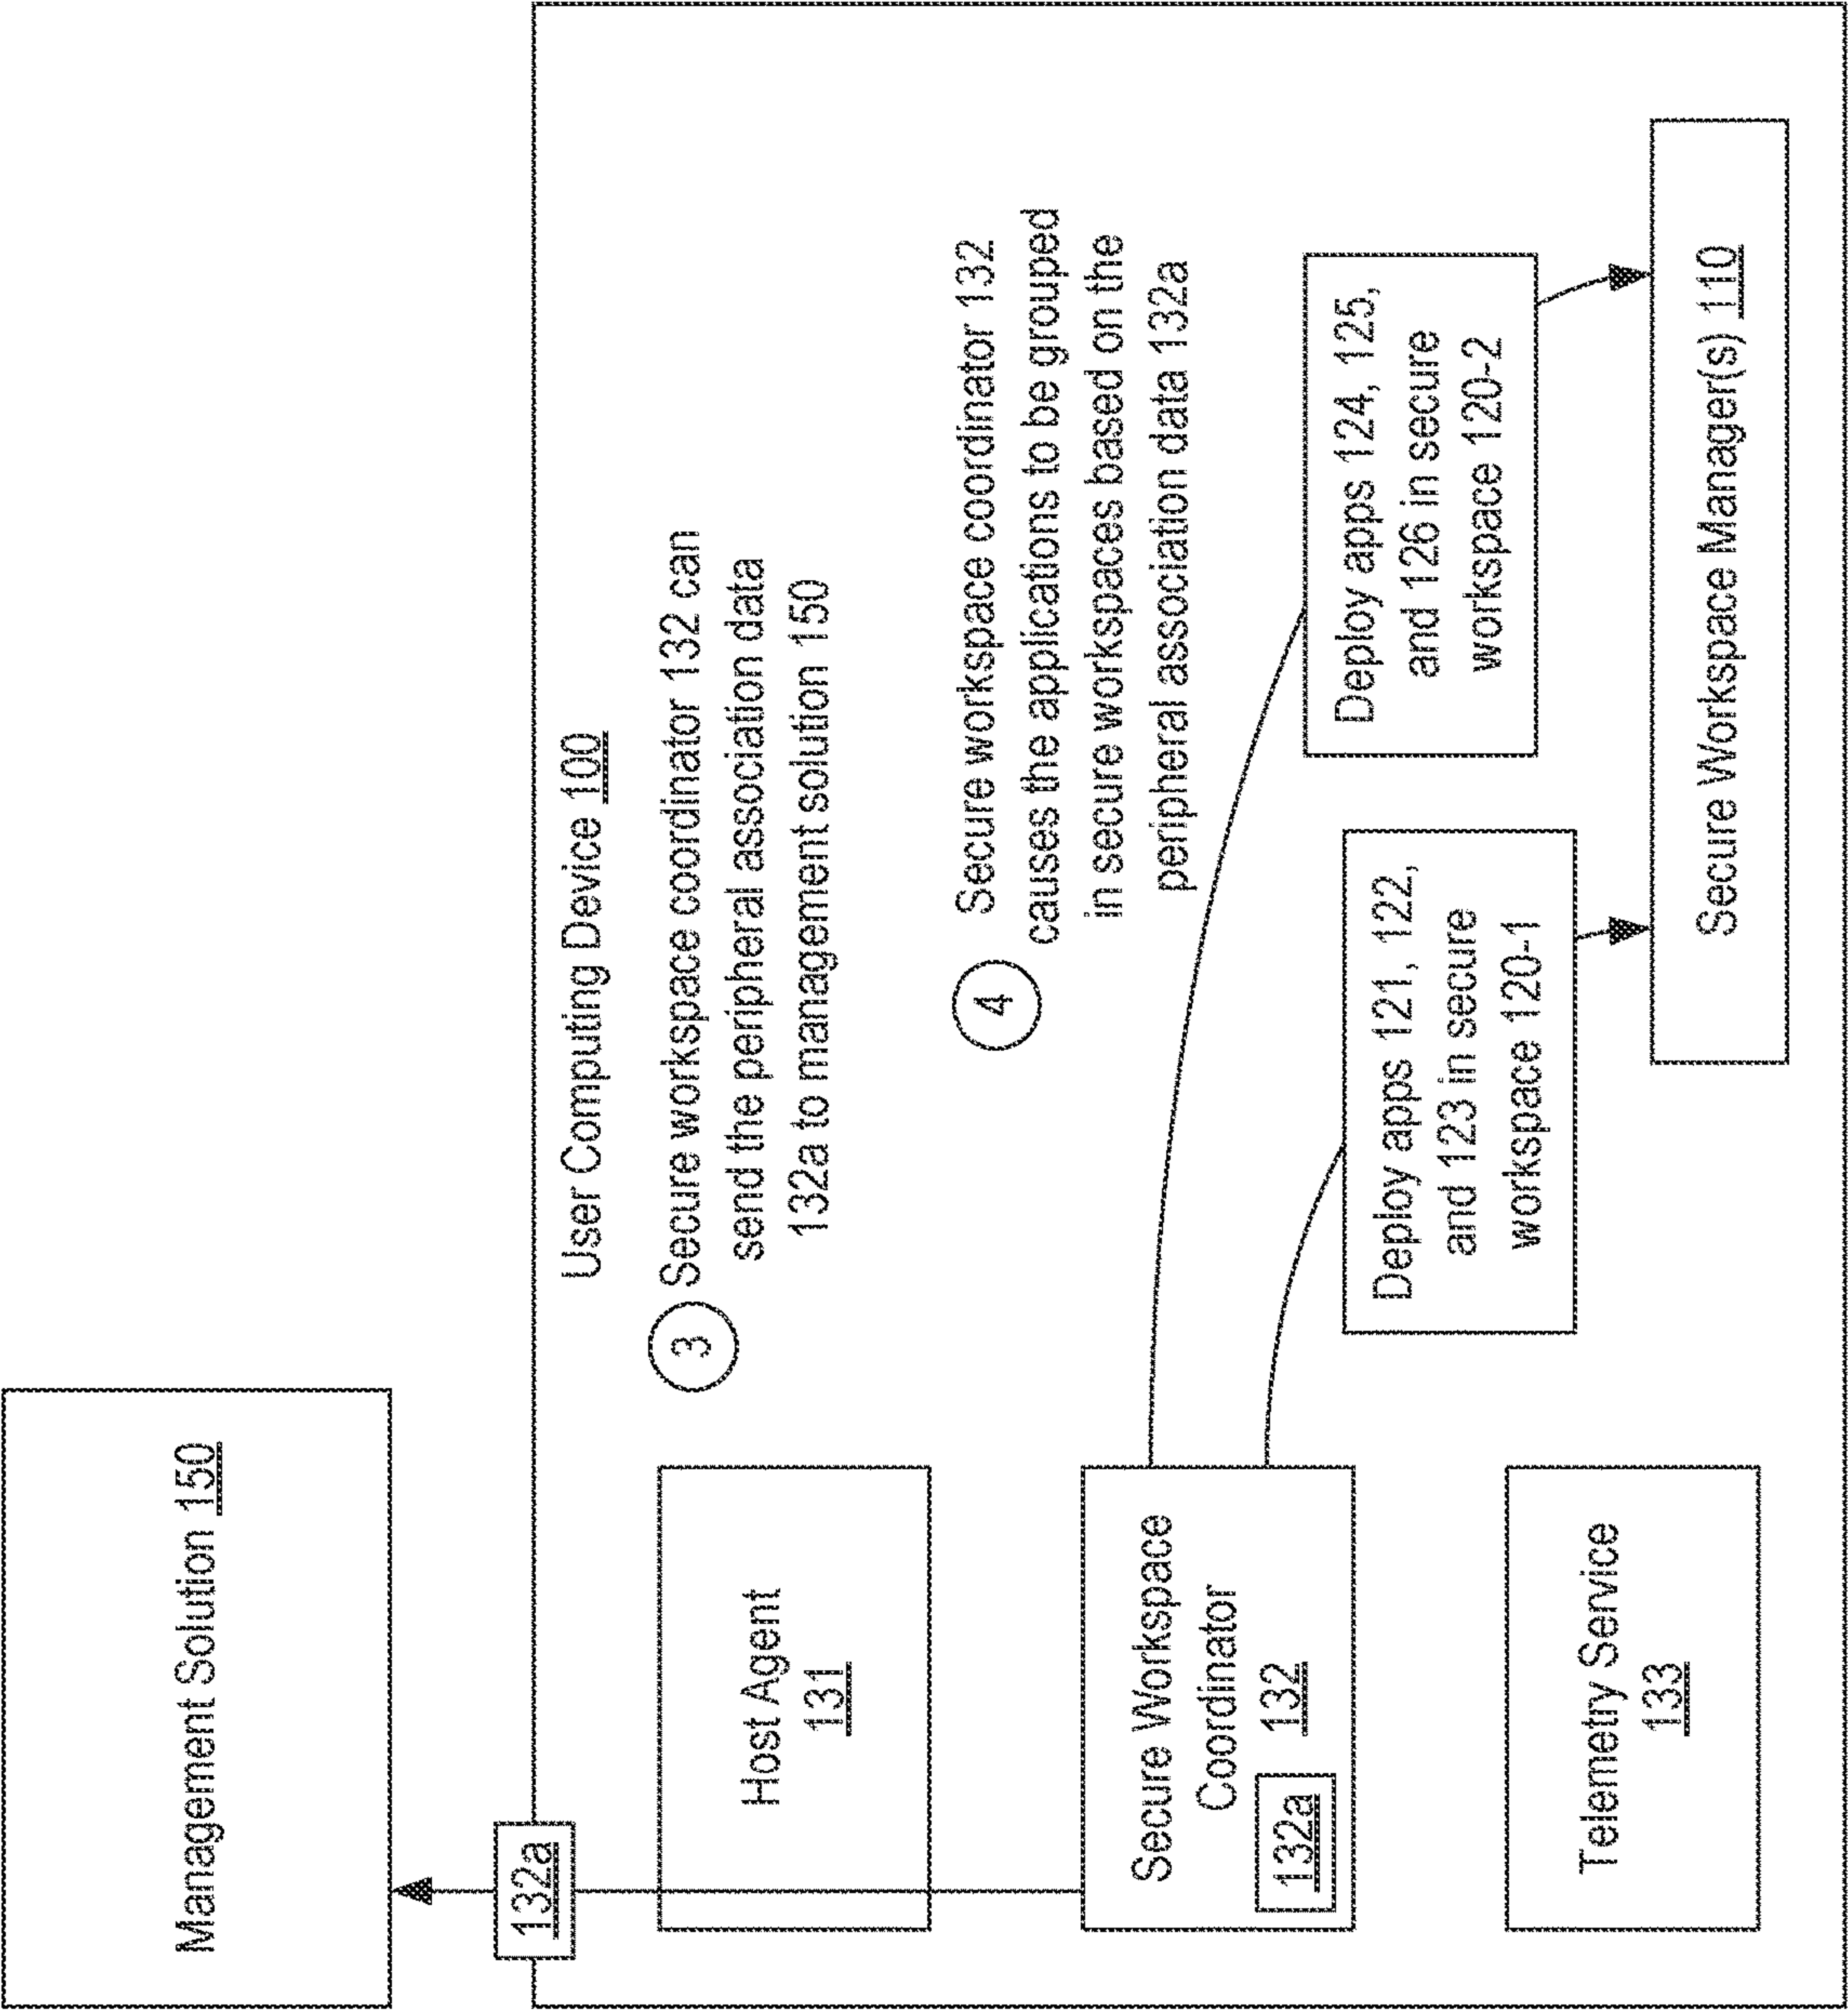 Management Solution 150
132a
User Computing Device 100
Host Agent
131
3
Secure workspace coordinator 132 can
send the peripheral association data
132a to management solution 150
Secure Workspace
Coordinator
132
132a
4
Secure workspace coordinator 132
causes the applications to be grouped
in secure workspaces based on the
peripheral association data 132a
Deploy apps 121, 122,
and 123 in secure
workspace 120-1
Deploy apps 124, 125,
and 126 in secure
workspace 120-2
Telemetry Service
133
Secure Workspace Manager(s) 110